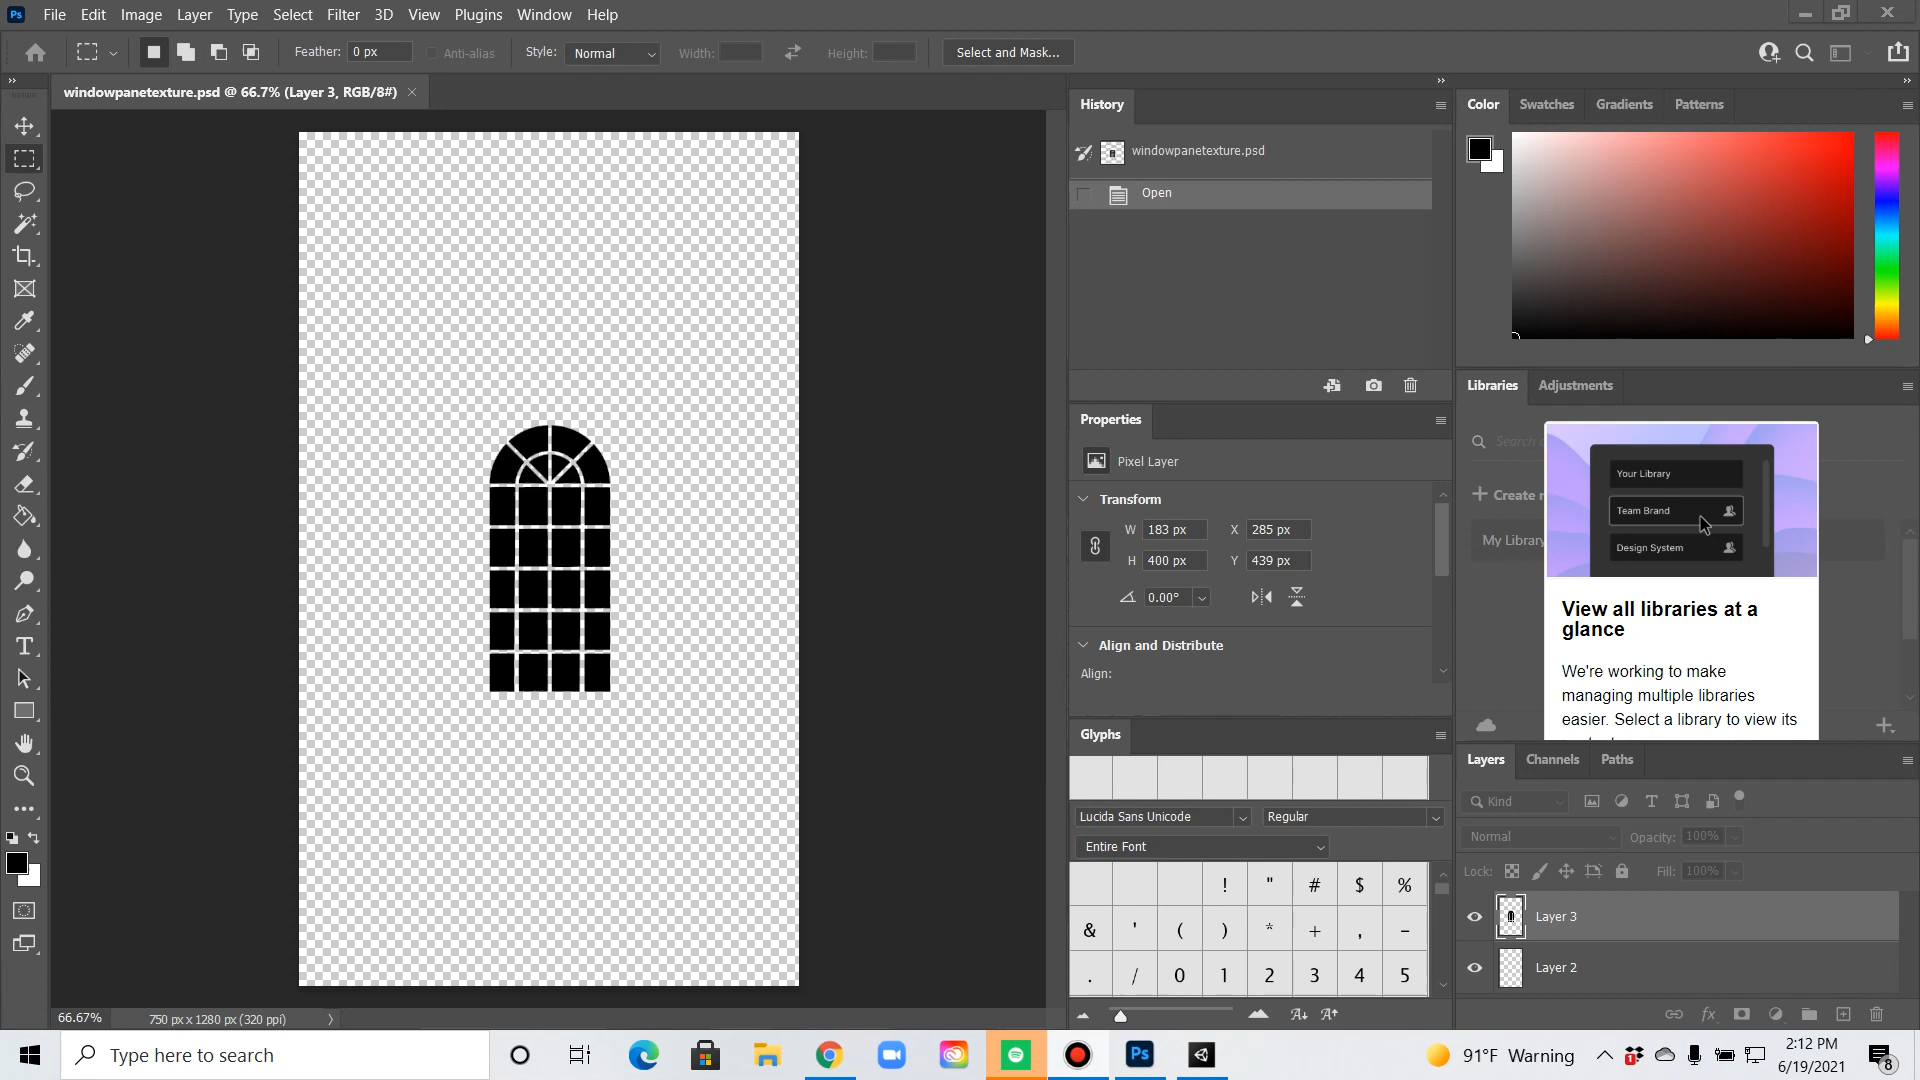 Ps File Edit Image Layer Type Select Filter 3D View Plugins Window Help
Feather: 0 px Anti-alias Style: Normal Width: Height: Select and Mask...
windowpanetexture.psd @ 66.7% (Layer 3, RGB/8#)
History
windowpanetexture.psd
Open
Properties
Pixel Layer
Transform
W 183 px X 285 px
H 400 px Y 439 px
0.00°
Align and Distribute
Align:
Glyphs
Lucida Sans Unicode Regular
Entire Font
! " # $ %
& ' ( ) * + , -
. / 0 1 2 3 4 5
Color Swatches Gradients Patterns
Libraries Adjustments
Search
Create
My Library
Your Library
Team Brand
Design System
View all libraries at a
glance
We're working to make
managing multiple libraries
easier. Select a library to view its
Layers Channels Paths
Kind
Normal Opacity: 100%
Lock: Fill: 100%
Layer 3
Layer 2
fx
66.67% 750 px x 1280 px (320 ppi)
Type here to search
Ps
91°F Warning
2:12 PM
6/19/2021
8